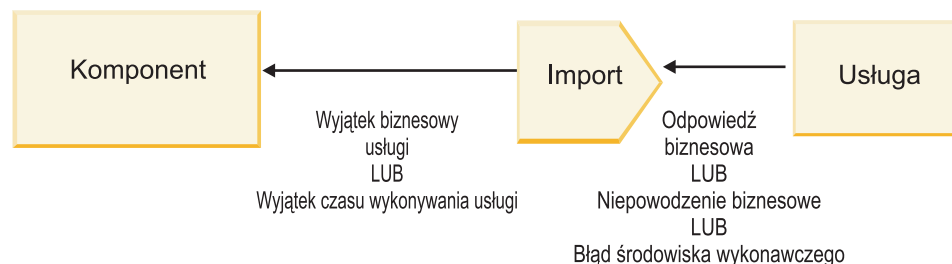 Komponent
Import
Usługa
Wyjątek biznesowy
usługi
LUB
Wyjątek czasu wykonywania usługi
Odpowiedź
biznesowa
LUB
Niepowodzenie biznesowe
LUB
Błąd środowiska wykonawczego